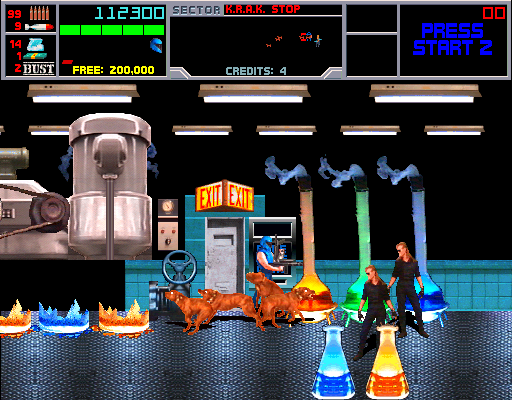 99
9
14
1
2 BUST
112300
FREE: 200,000
SECTOR K.R.A.K. STOP
CREDITS: 4
00
PRESS
START 2
EXIT EXIT